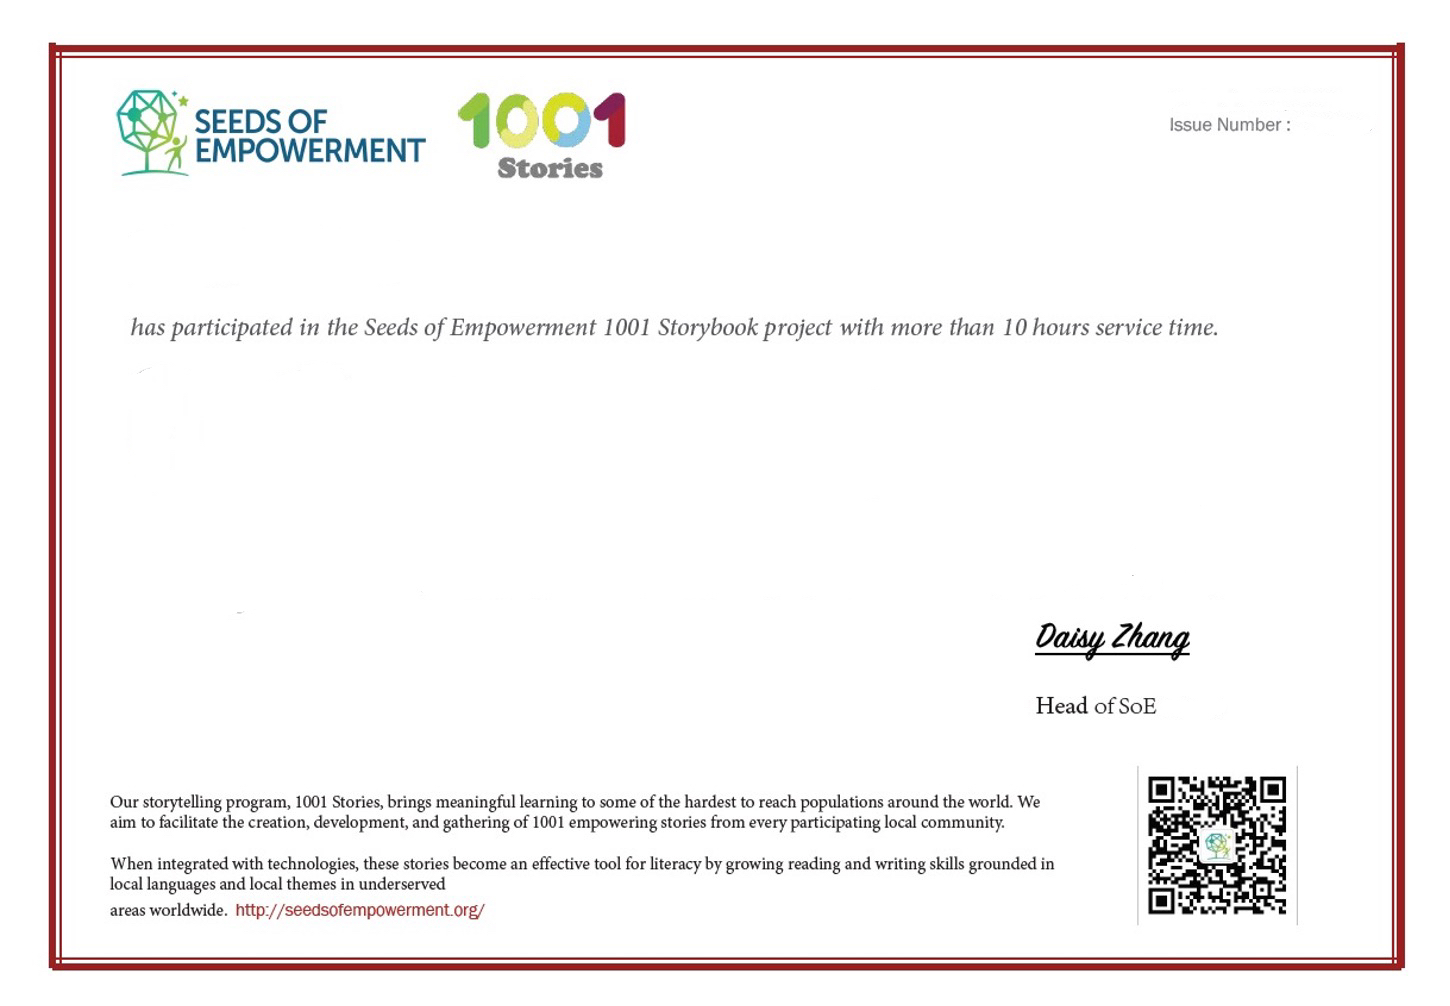 SEEDS OF
EMPOWERMENT
1001
Stories
Issue Number :
has participated in the Seeds of Empowerment 1001 Storybook project with more than 10 hours service time.
Daisy Zhang
Head of SoE
Our storytelling program, 1001 Stories, brings meaningful learning to some of the hardest to reach populations around the world. We
aim to facilitate the creation, development, and gathering of 1001 empowering stories from every participating local community.
When integrated with technologies, these stories become an effective tool for literacy by growing reading and writing skills grounded in
local languages and local themes in underserved
areas worldwide. http://seedsofempowerment.org/